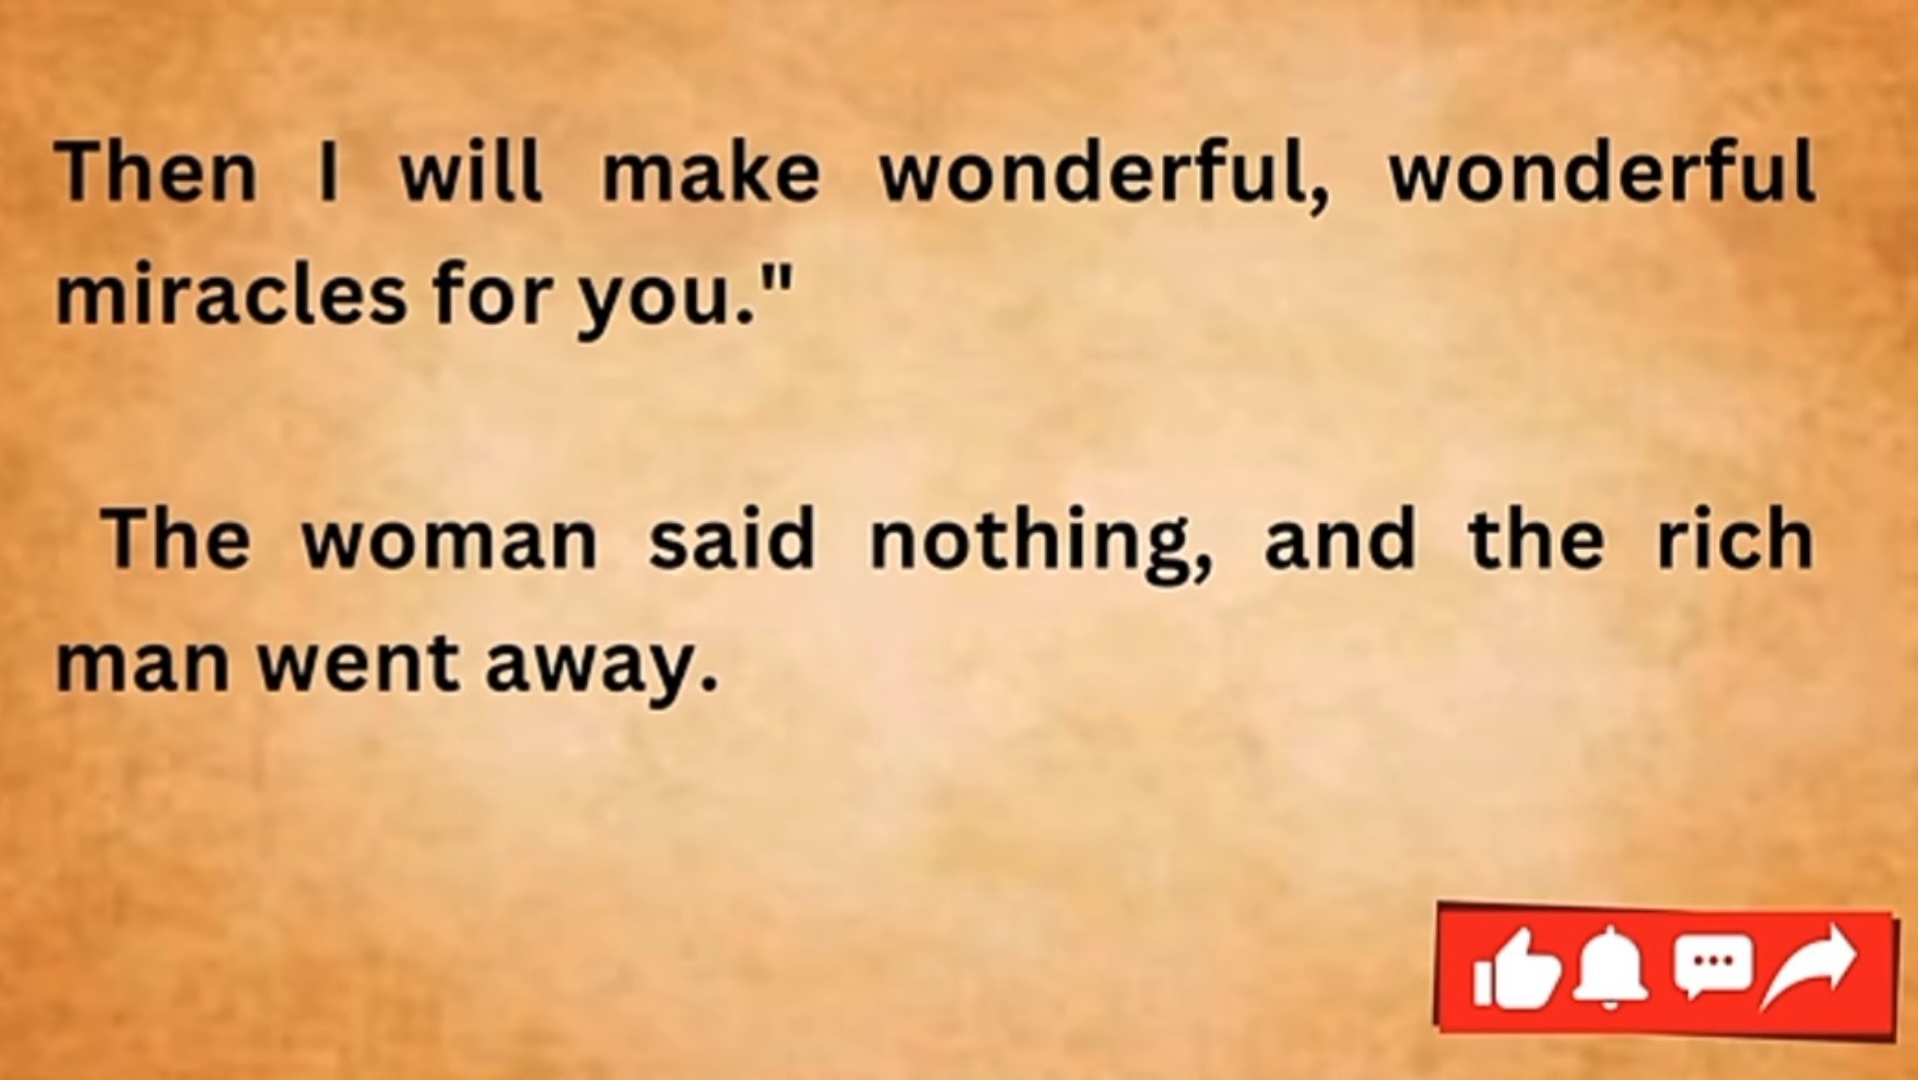 Then I will make wonderful, wonderful
miracles for you."
The woman said nothing, and the rich
man went away.